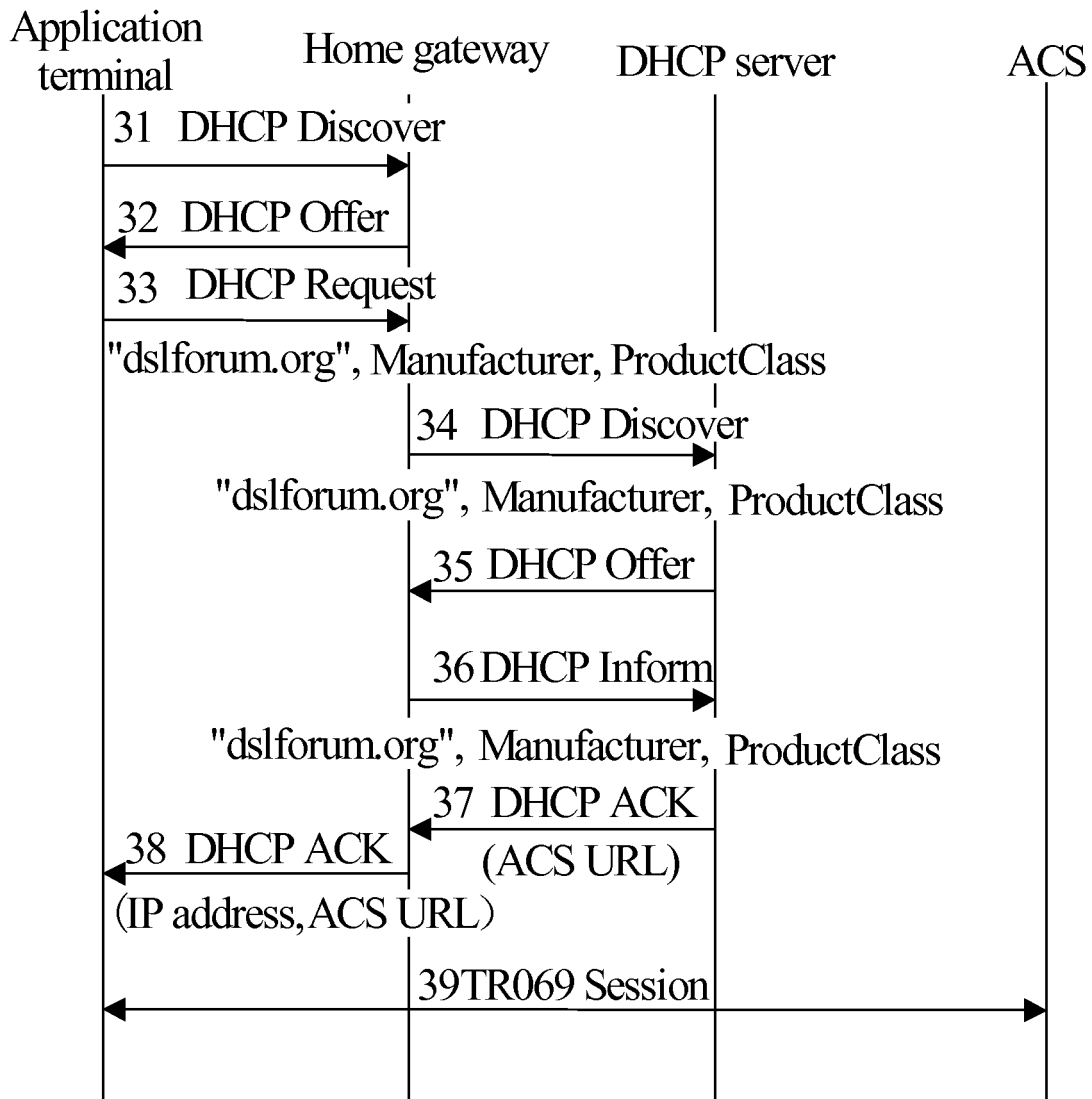 Application
terminal
Home gateway
DHCP server
ACS
31 DHCP Discover
32 DHCP Offer
33 DHCP Request
"dslforum.org", Manufacturer, ProductClass
34 DHCP Discover
"dslforum.org", Manufacturer, ProductClass
35 DHCP Offer
36 DHCP Inform
"dslforum.org", Manufacturer, ProductClass
37 DHCP ACK
(ACS URL)
38 DHCP ACK
(IP address, ACS URL)
39TR069 Session